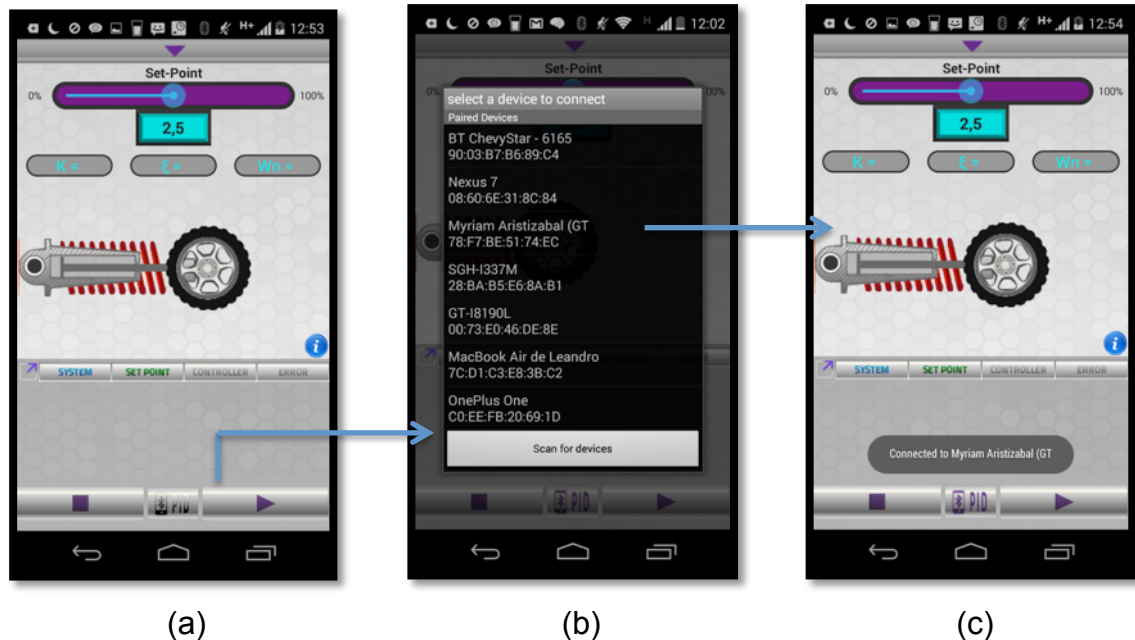 H+ 12:53
Set-Point
0% 100%
2,5
K = ξ = Wn =
i
SYSTEM SET POINT CONTROLLER ERROR
PID
(a)
H 12:02
Set-Point
0% 100%
select a device to connect
Paired Devices
BT ChevyStar - 6165
90:03:B7:B6:89:C4
Nexus 7
08:60:6E:31:8C:84
Myriam Aristizabal (GT
78:F7:BE:51:74:EC
SGH-I337M
28:BA:B5:E6:8A:B1
GT-I8190L
00:73:E0:46:DE:8E
MacBook Air de Leandro
7C:D1:C3:E8:3B:C2
OnePlus One
C0:EE:FB:20:69:1D
Scan for devices
PID
(b)
H+ 12:54
Set-Point
0% 100%
2,5
K = ξ = Wn =
i
SYSTEM SET POINT CONTROLLER ERROR
Connected to Myriam Aristizabal (GT
PID
(c)